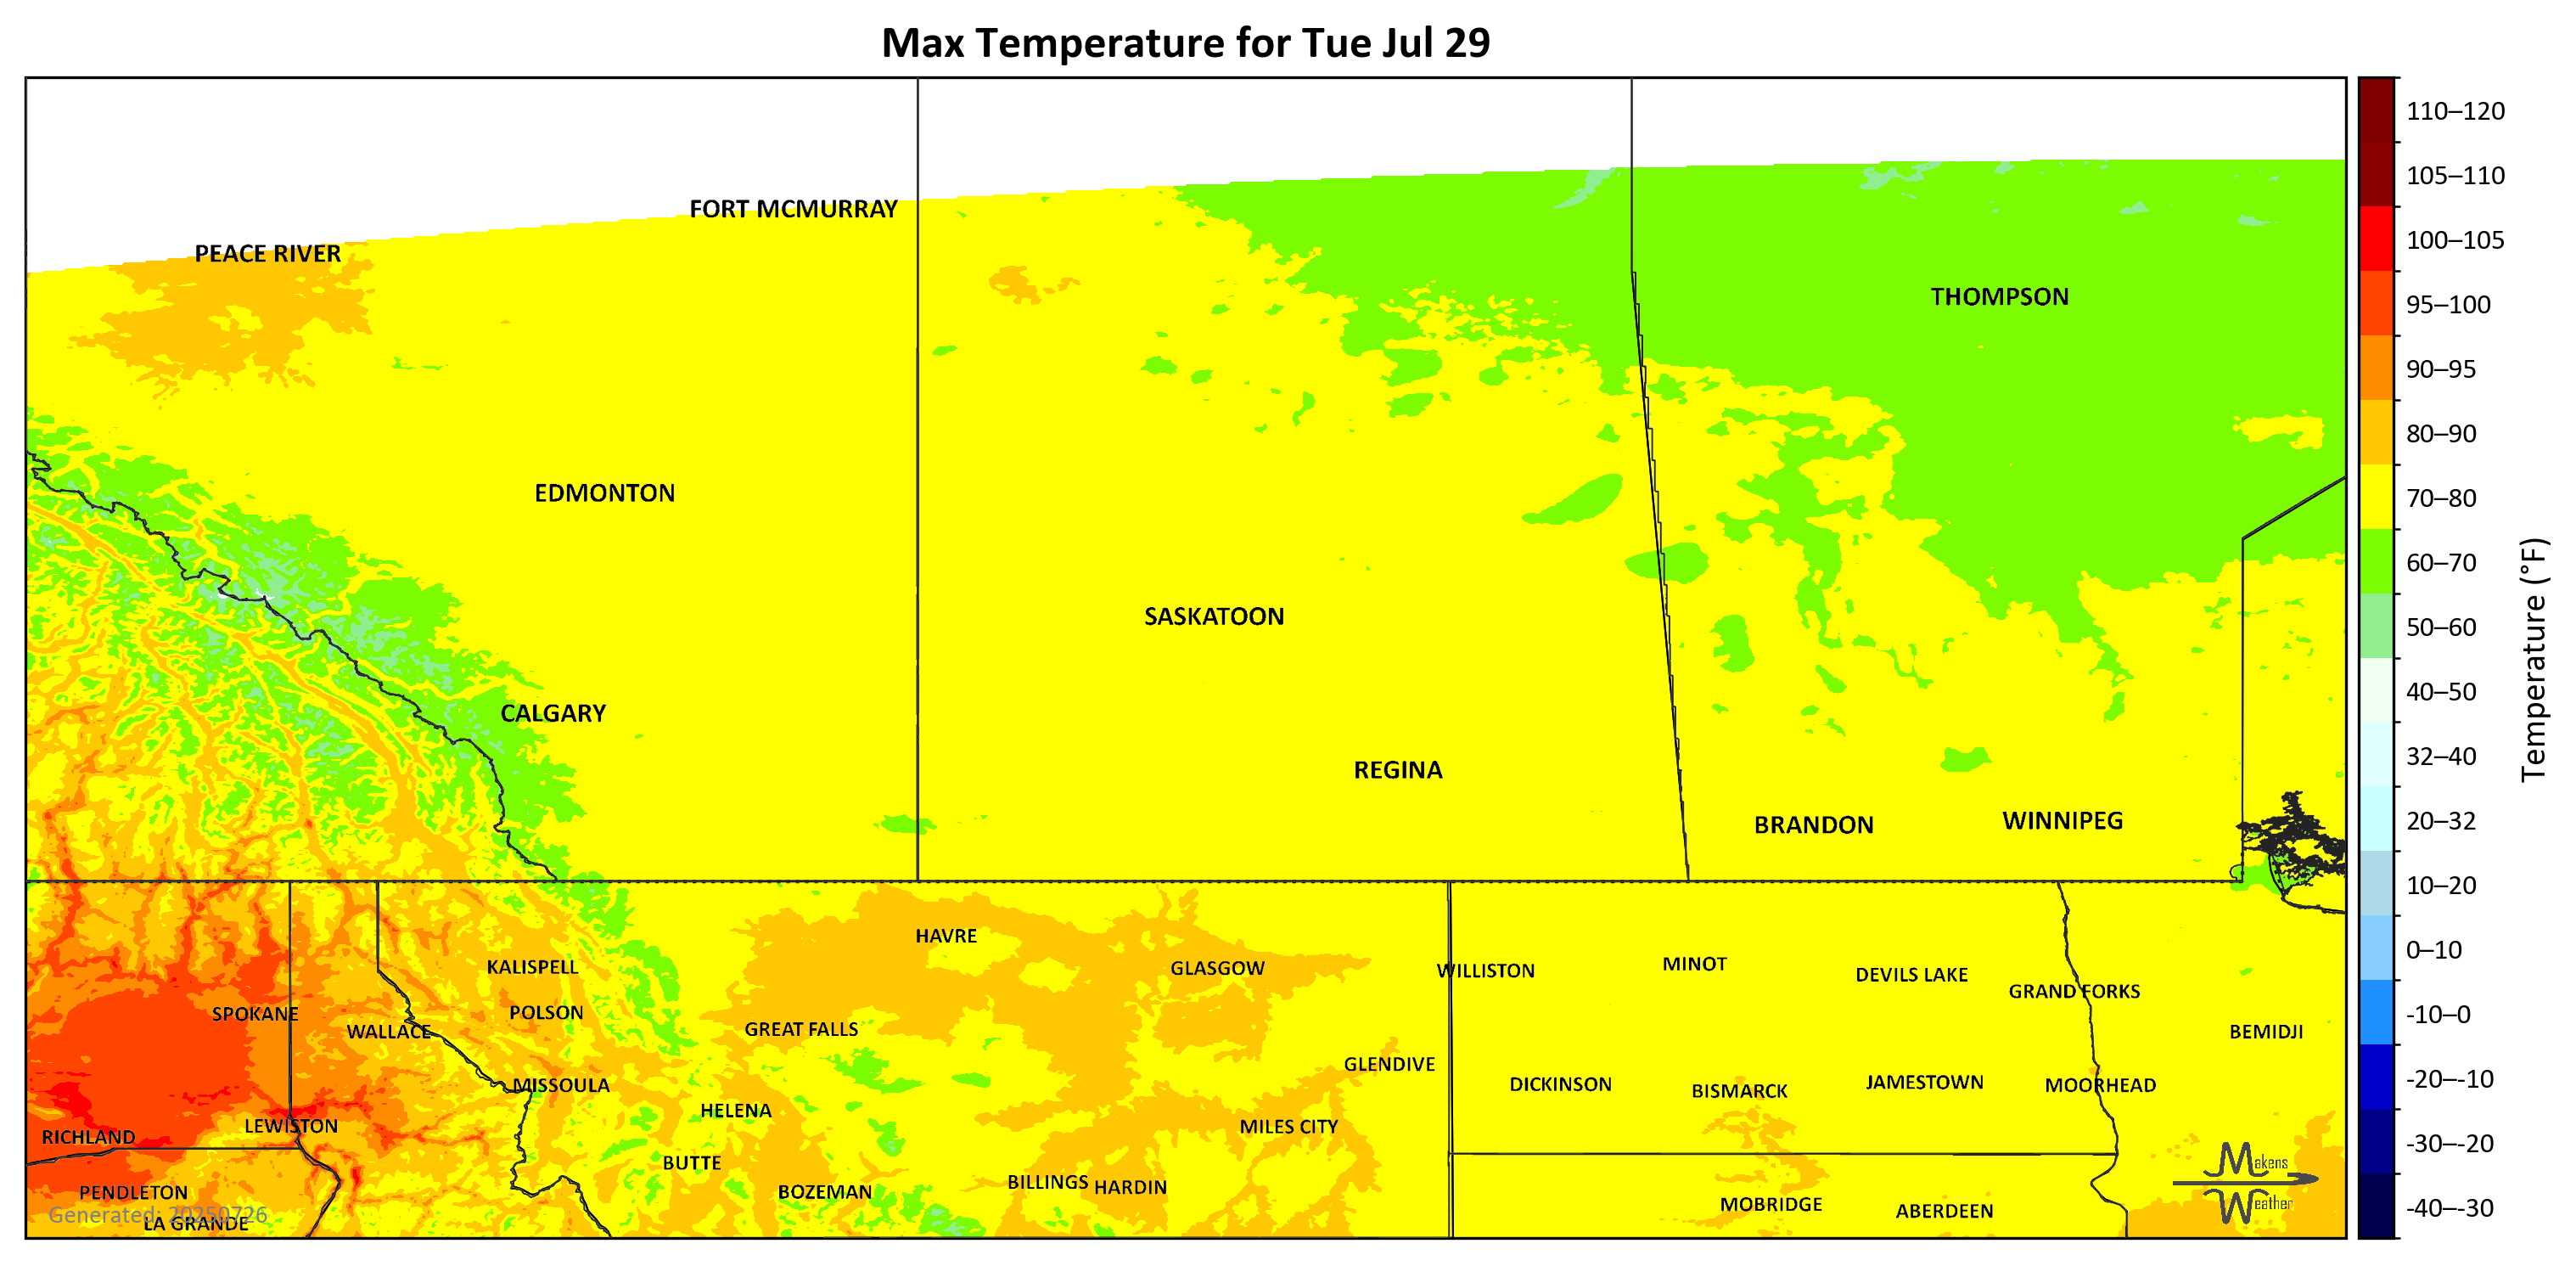 Max Temperature for Tue Jul 29
FORT MCMURRAY
PEACE RIVER
THOMPSON
EDMONTON
SASKATOON
CALGARY
REGINA
BRANDON
WINNIPEG
HAVRE
KALISPELL
GLASGOW
WILLISTON
MINOT
DEVILS LAKE
GRAND FORKS
SPOKANE
POLSON
WALLACE
GREAT FALLS
BEMIDJI
GLENDIVE
MISSOULA
DICKINSON
BISMARCK
JAMESTOWN
MOORHEAD
HELENA
LEWISTON
MILES CITY
RICHLAND
BUTTE
BILLINGS
HARDIN
PENDLETON
BOZEMAN
MOBRIDGE
ABERDEEN
LA GRANDE
Generated: 20250726
Makens
Weather
110–120
105–110
100–105
95–100
90–95
80–90
70–80
60–70
50–60
40–50
32–40
20–32
10–20
0–10
-10–0
-20–-10
-30–-20
-40–-30
Temperature (°F)